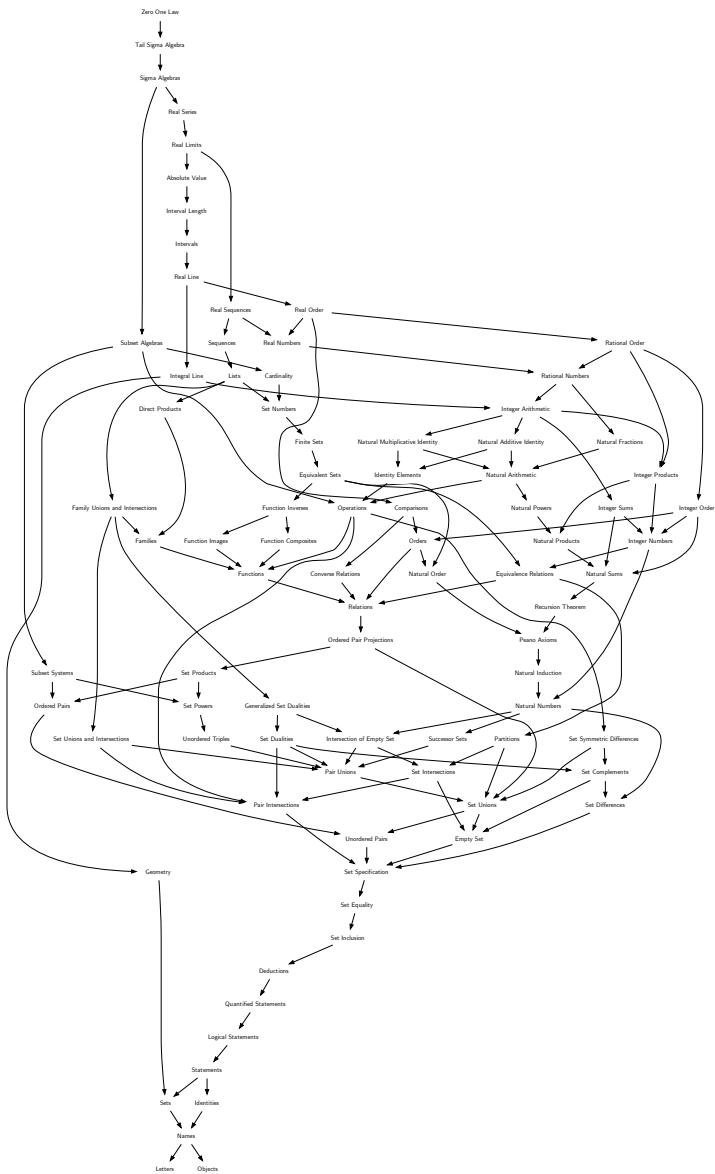 Zero One Law
Tail Sigma Algebra
Sigma Algebras
Real Series
Real Limits
Absolute Value
Interval Length
Intervals
Real Line
Real Sequences
Real Order
Subset Algebras
Sequences
Real Numbers
Rational Order
Integral Line
Lists
Cardinality
Rational Numbers
Direct Products
Set Numbers
Integer Arithmetic
Finite Sets
Natural Multiplicative Identity
Natural Additive Identity
Natural Fractions
Equivalent Sets
Identity Elements
Natural Arithmetic
Integer Products
Family Unions and Intersections
Function Inverses
Operations
Comparisons
Natural Powers
Integer Sums
Integer Order
Families
Function Images
Function Composites
Orders
Natural Products
Integer Numbers
Functions
Converse Relations
Natural Order
Equivalence Relations
Natural Sums
Relations
Recursion Theorem
Ordered Pair Projections
Peano Axioms
Subset Systems
Set Products
Natural Induction
Ordered Pairs
Set Powers
Generalized Set Dualities
Natural Numbers
Set Unions and Intersections
Unordered Triples
Set Dualities
Intersection of Empty Set
Successor Sets
Partitions
Set Symmetric Differences
Pair Unions
Set Intersections
Set Complements
Pair Intersections
Set Unions
Set Differences
Unordered Pairs
Empty Set
Geometry
Set Specification
Set Equality
Set Inclusion
Deductions
Quantified Statements
Logical Statements
Statements
Sets
Identities
Names
Letters
Objects